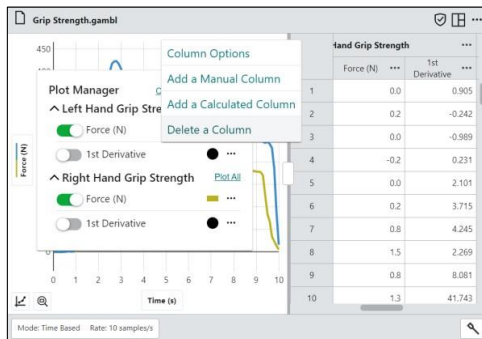 Grip Strength.gambl
450
Plot Manager
Left Hand Grip Stre
Force (N)
1st Derivative
Right Hand Grip Strength Plot All
Force (N)
1st Derivative
Column Options
Add a Manual Column
Add a Calculated Column
Delete a Column
Force (N)
0 1 2 3 4 5 6 7 8 9 10
Time (s)
Hand Grip Strength
Force (N) 1st Derivative
1 0.0 0.905
2 0.2 -0.242
3 0.0 -0.989
4 -0.2 0.231
5 0.0 2.101
6 0.2 3.715
7 0.8 4.245
8 1.5 2.269
9 0.8 8.081
10 1.3 41.743
Mode: Time Based Rate: 10 samples/s